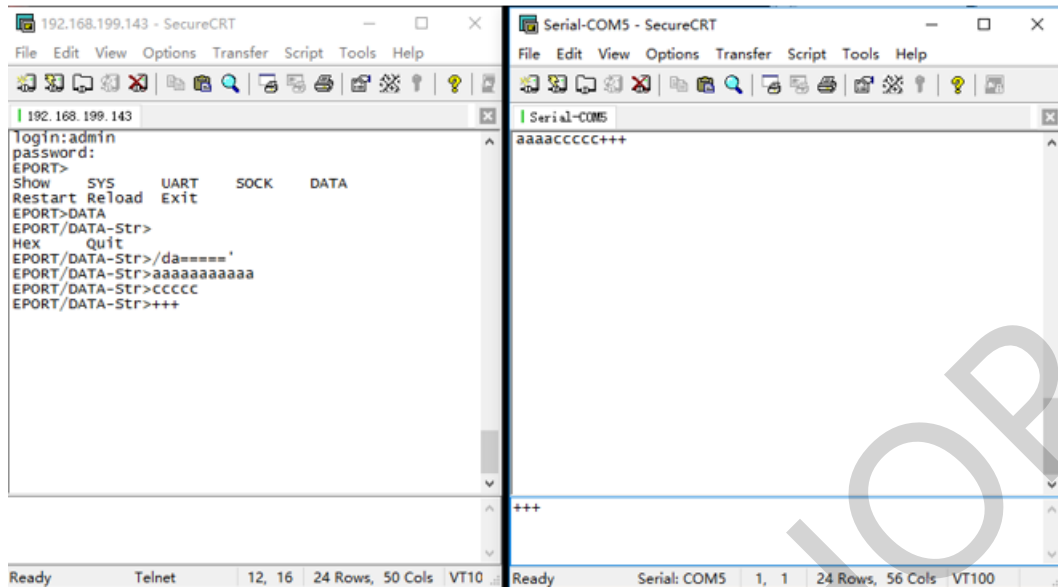 192.168.199.143 - SecureCRT
File Edit View Options Transfer Script Tools Help
192.168.199.143
login:admin
password:
EPORT>
Show SYS UART SOCK DATA
Restart Reload Exit
EPORT>DATA
EPORT/DATA-Str>
Hex Quit
EPORT/DATA-Str>/da====='
EPORT/DATA-Str>aaaaaaaaaaa
EPORT/DATA-Str>ccccc
EPORT/DATA-Str>+++
Ready Telnet 12, 16 24 Rows, 50 Cols VT10
Serial-COM5 - SecureCRT
File Edit View Options Transfer Script Tools Help
Serial-COM5
aaaaccccc+++
+++
Ready Serial: COM5 1, 1 24 Rows, 56 Cols VT100